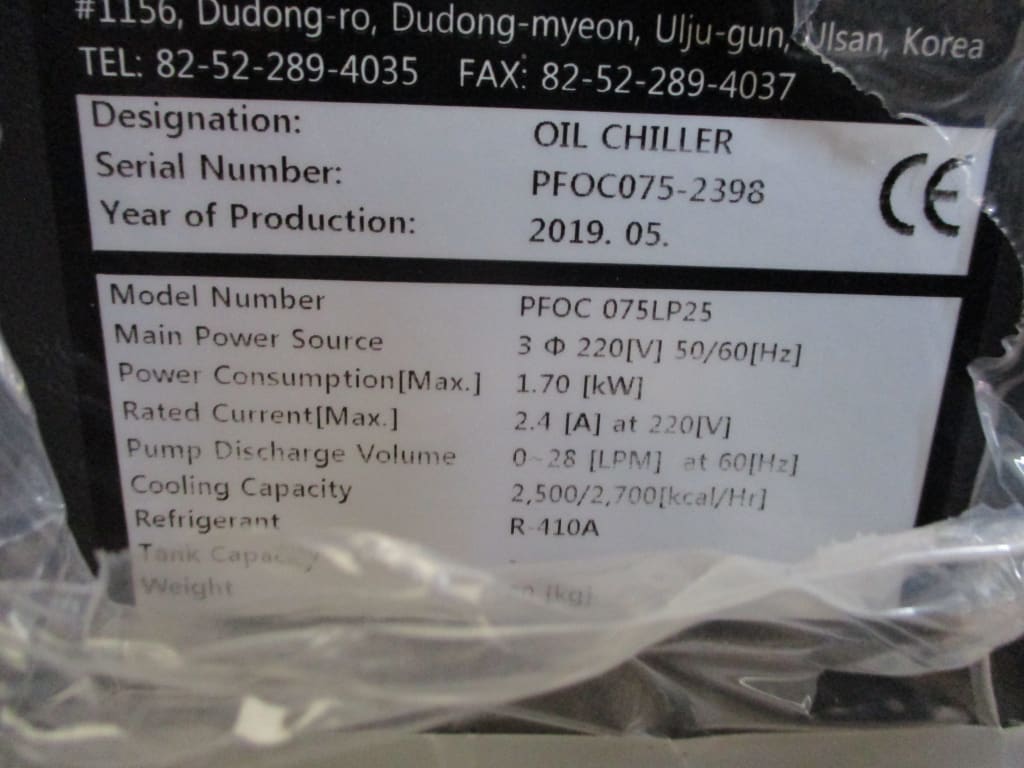 #1156, Dudong-ro, Dudong-myeon, Ulju-gun, Ulsan, Korea
TEL: 82-52-289-4035 FAX: 82-52-289-4037
Designation: OIL CHILLER
Serial Number: PFOC075-2398
Year of Production: 2019. 05.
CE
Model Number PFOC 075LP25
Main Power Source 3 Φ 220[V] 50/60[Hz]
Power Consumption[Max.] 1.70 [kW]
Rated Current[Max.] 2.4 [A] at 220[V]
Pump Discharge Volume 0~28 [LPM] at 60[Hz]
Cooling Capacity 2,500/2,700[kcal/Hr]
Refrigerant R-410A
Tank Capacity -
Weight [kg]